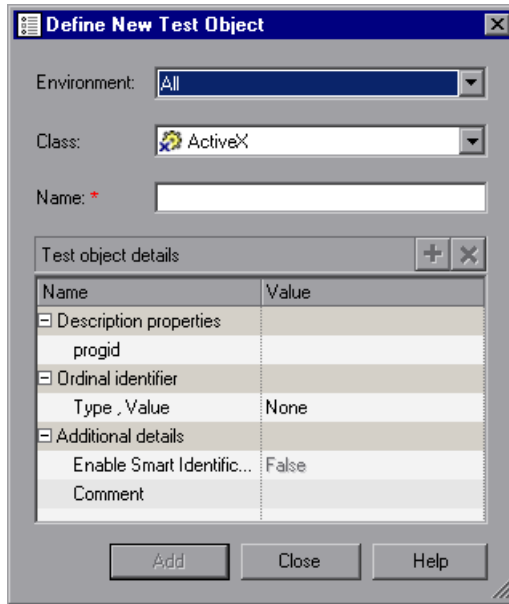 Define New Test Object
Environment: All
Class: ActiveX
Name: *
Test object details
Name Value
Description properties
progid
Ordinal identifier
Type , Value None
Additional details
Enable Smart Identific... False
Comment
Add Close Help